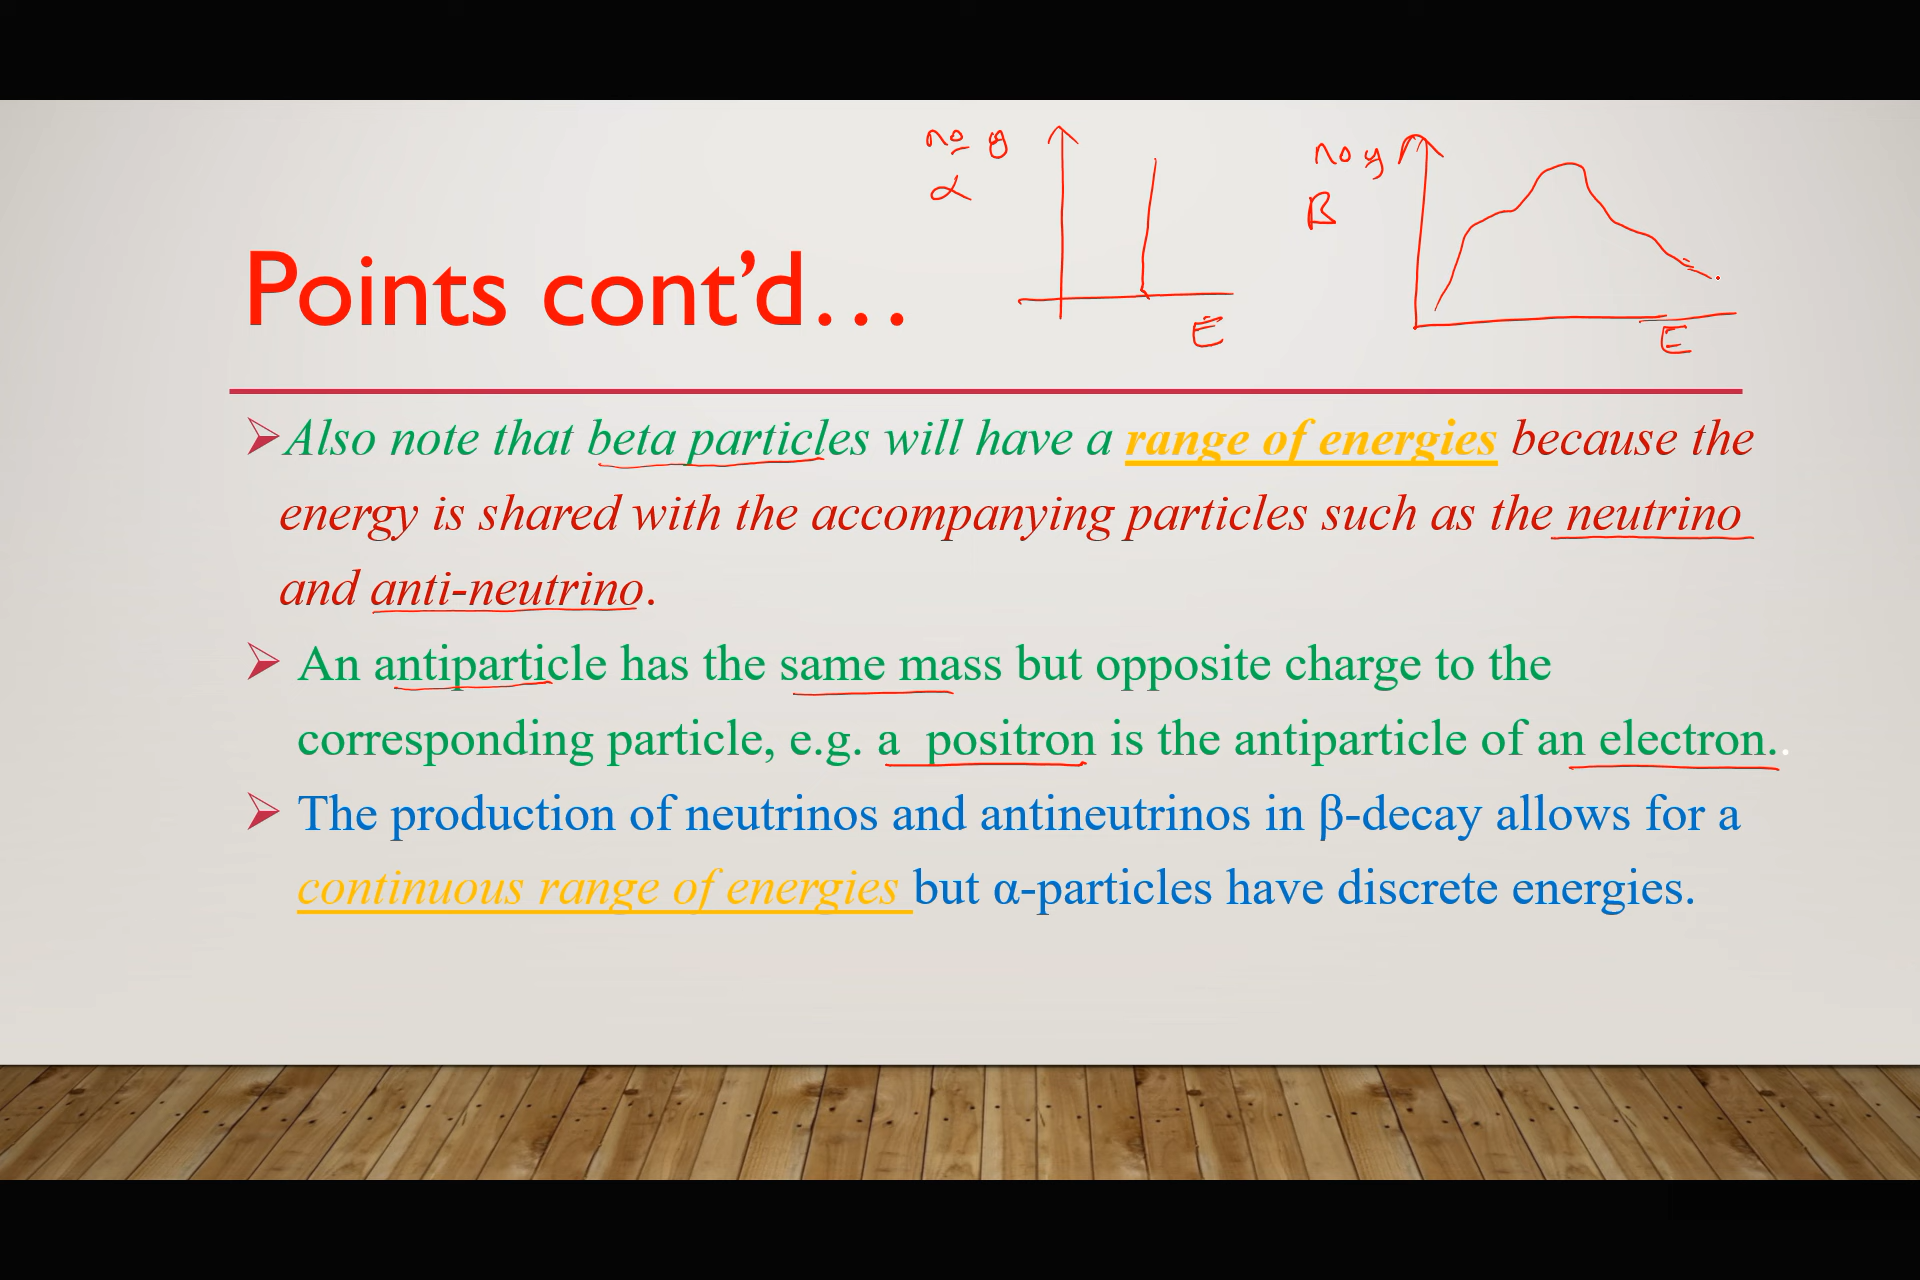 no
α
E
no
β
E
Points cont’d…
Also note that beta particles will have a range of energies because the
energy is shared with the accompanying particles such as the neutrino
and anti-neutrino.
An antiparticle has the same mass but opposite charge to the
corresponding particle, e.g. a positron is the antiparticle of an electron..
The production of neutrinos and antineutrinos in β-decay allows for a
continuous range of energies but α-particles have discrete energies.